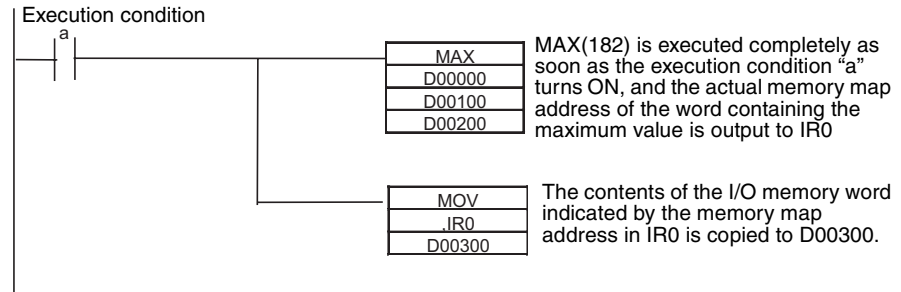 Execution condition
a
MAX
D00000
D00100
D00200
MAX(182) is executed completely as
soon as the execution condition “a”
turns ON, and the actual memory map
address of the word containing the
maximum value is output to IR0
MOV
,IR0
D00300
The contents of the I/O memory word
indicated by the memory map
address in IR0 is copied to D00300.